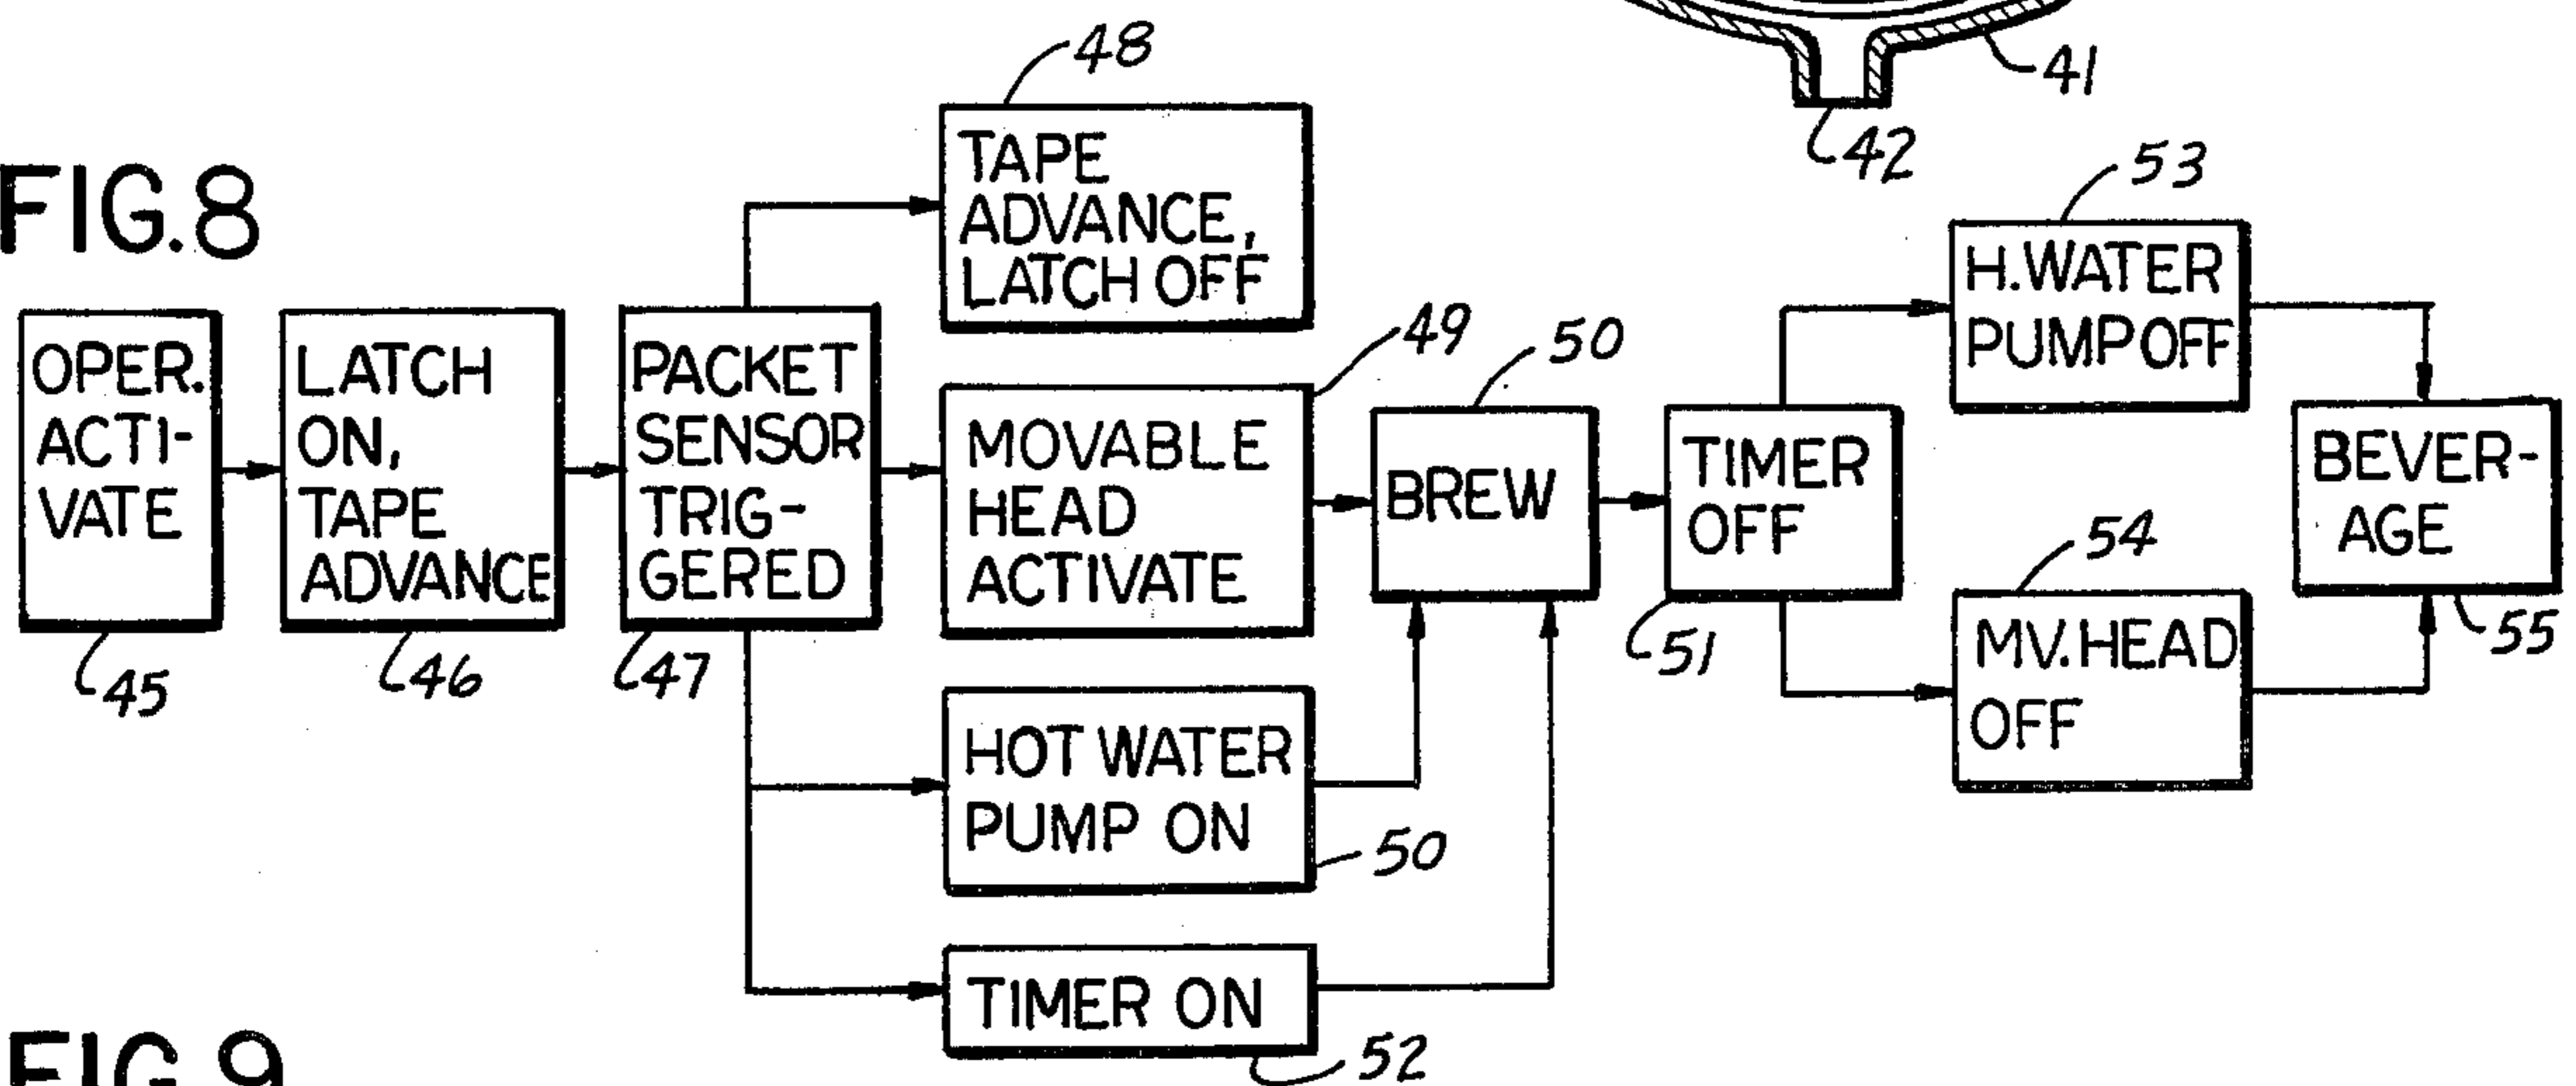 41
42
FIG.8
48
TAPE
ADVANCE,
LATCH OFF
OPER.
ACTI-
VATE
45
LATCH
ON,
TAPE
ADVANCE
46
PACKET
SENSOR
TRIG-
GERED
47
49
MOVABLE
HEAD
ACTIVATE
HOT WATER
PUMP ON
50
TIMER ON
52
50
BREW
TIMER
OFF
51
53
H.WATER
PUMP OFF
54
MV.HEAD
OFF
BEVER-
AGE
55
FIG.9